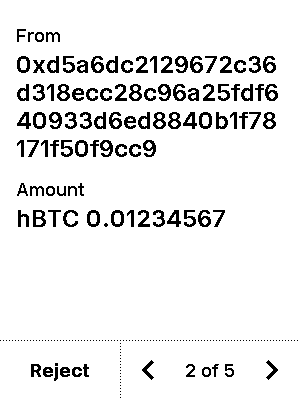 From
0xd5a6dc2129672c36
d318ecc28c96a25fdf6
40933d6ed8840b1f78
171f50f9cc9
Amount
hBTC 0.01234567
Reject
2 of 5